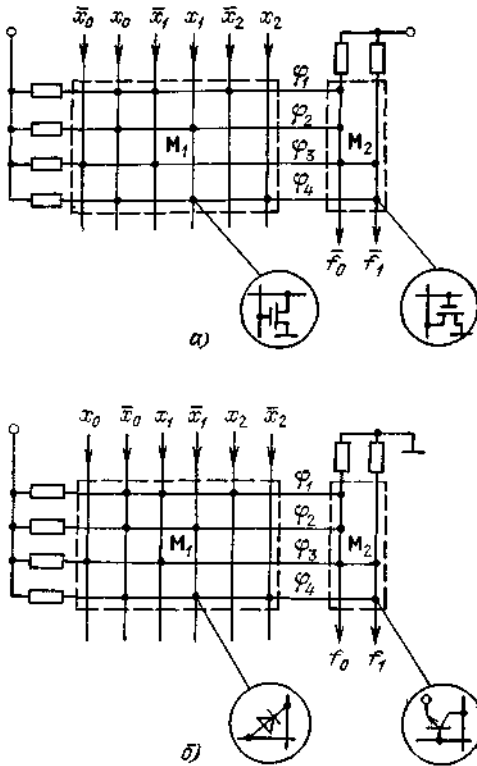 x̄₀ x₀ x̄₁ x₁ x̄₂ x₂
φ₁
φ₂
M₁ M₂
φ₃
φ₄
f̄₀ f̄₁
а)
x₀ x̄₀ x₁ x̄₁ x₂ x̄₂
φ₁
φ₂
M₁ M₂
φ₃
φ₄
f₀ f₁
б)